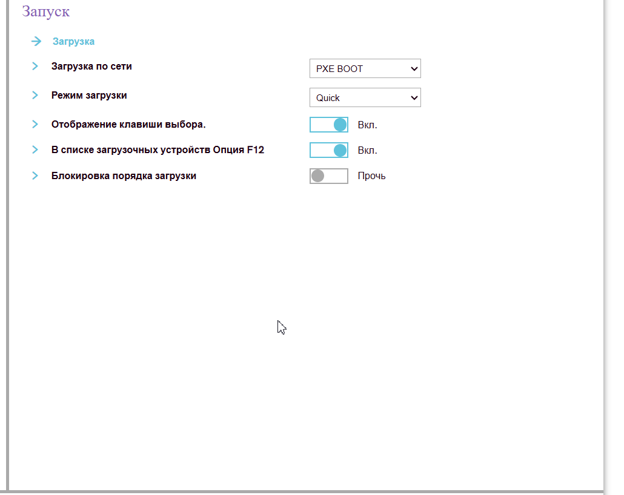 Запуск
Загрузка
Загрузка по сети PXE BOOT
Режим загрузки Quick
Отображение клавиши выбора. Вкл.
В списке загрузочных устройств Опция F12 Вкл.
Блокировка порядка загрузки Прочь